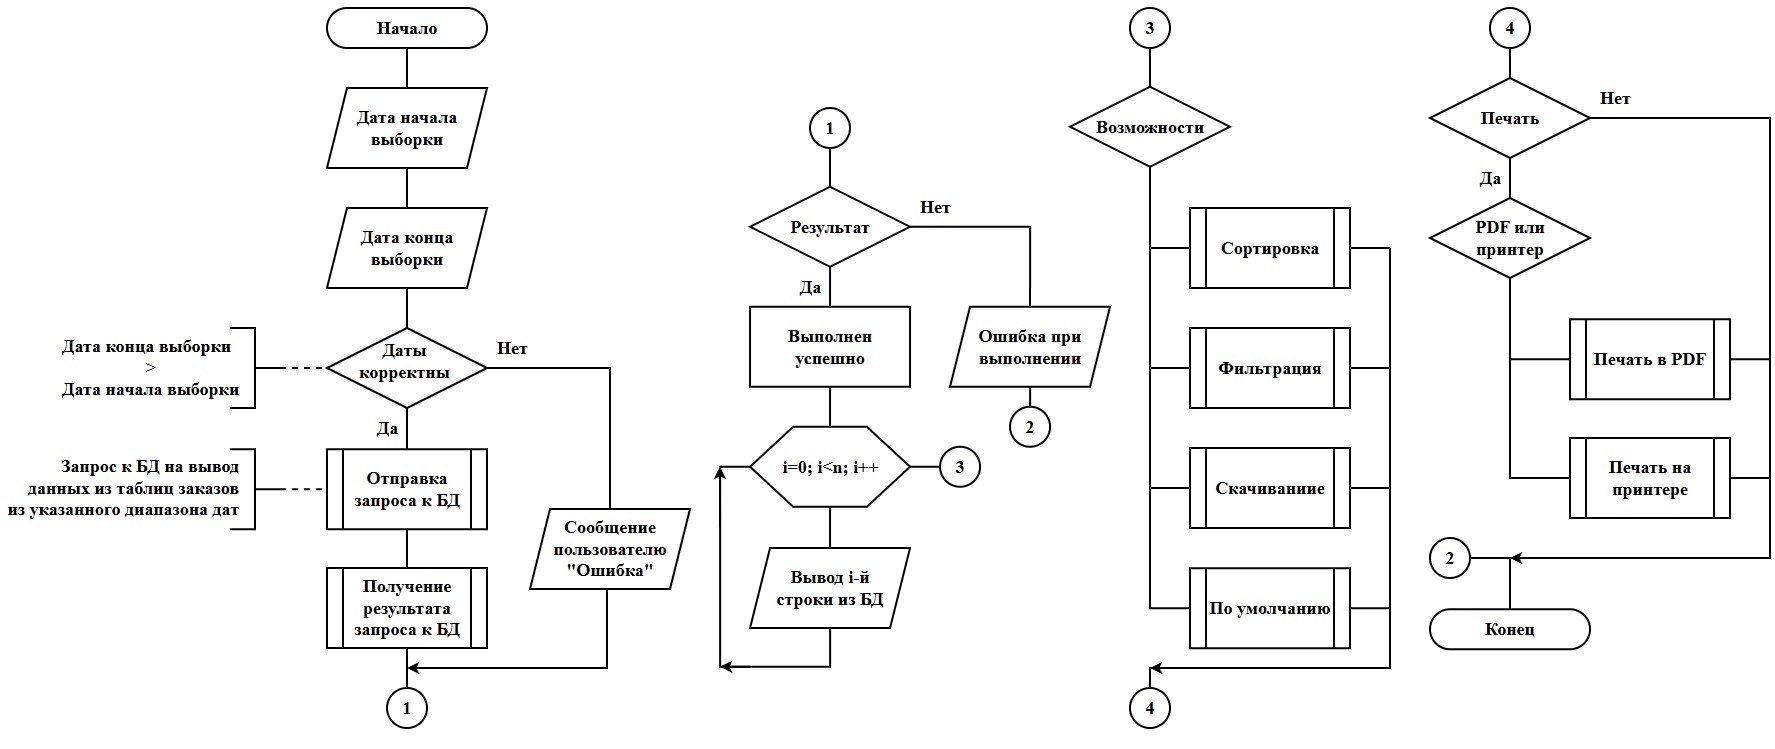 Начало
Дата начала
выборки
Дата конца
выборки
Дата конца выборки
>
Дата начала выборки
Даты
корректны
Нет
Да
Запрос к БД на вывод
данных из таблиц заказов
из указанного диапазона дат
Отправка
запроса к БД
Сообщение
пользователю
"Ошибка"
Получение
результата
запроса к БД
1
1
Результат
Нет
Да
Выполнен
успешно
Ошибка при
выполнении
2
i=0; i<n; i++
3
Вывод i-й
строки из БД
3
Возможности
Сортировка
Фильтрация
Скачиваниие
По умолчанию
4
4
Печать
Нет
Да
PDF или
принтер
Печать в PDF
Печать на
принтере
2
Конец